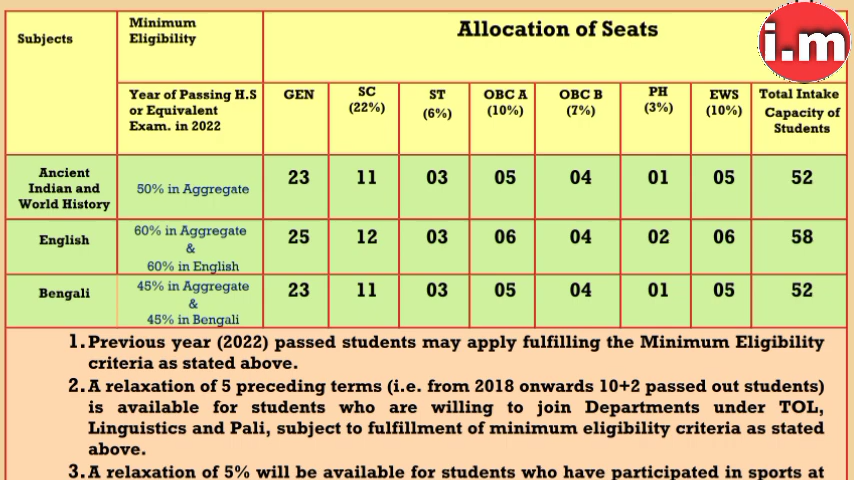 Subjects
Minimum
Eligibility
Allocation of Seats
i.m
Year of Passing H.S
or Equivalent
Exam. in 2022
GEN
SC
(22%)
ST
(6%)
OBC A
(10%)
OBC B
(7%)
PH
(3%)
EWS
(10%)
Total Intake
Capacity of
Students
Ancient
Indian and
World History
50% in Aggregate
23 11 03 05 04 01 05 52
English
60% in Aggregate
&
60% in English
25 12 03 06 04 02 06 58
Bengali
45% in Aggregate
&
45% in Bengali
23 11 03 05 04 01 05 52
1. Previous year (2022) passed students may apply fulfilling the Minimum Eligibility
criteria as stated above.
2. A relaxation of 5 preceding terms (i.e. from 2018 onwards 10+2 passed out students)
is available for students who are willing to join Departments under TOL,
Linguistics and Pali, subject to fulfillment of minimum eligibility criteria as stated
above.
3. A relaxation of 5% will be available for students who have participated in sports at